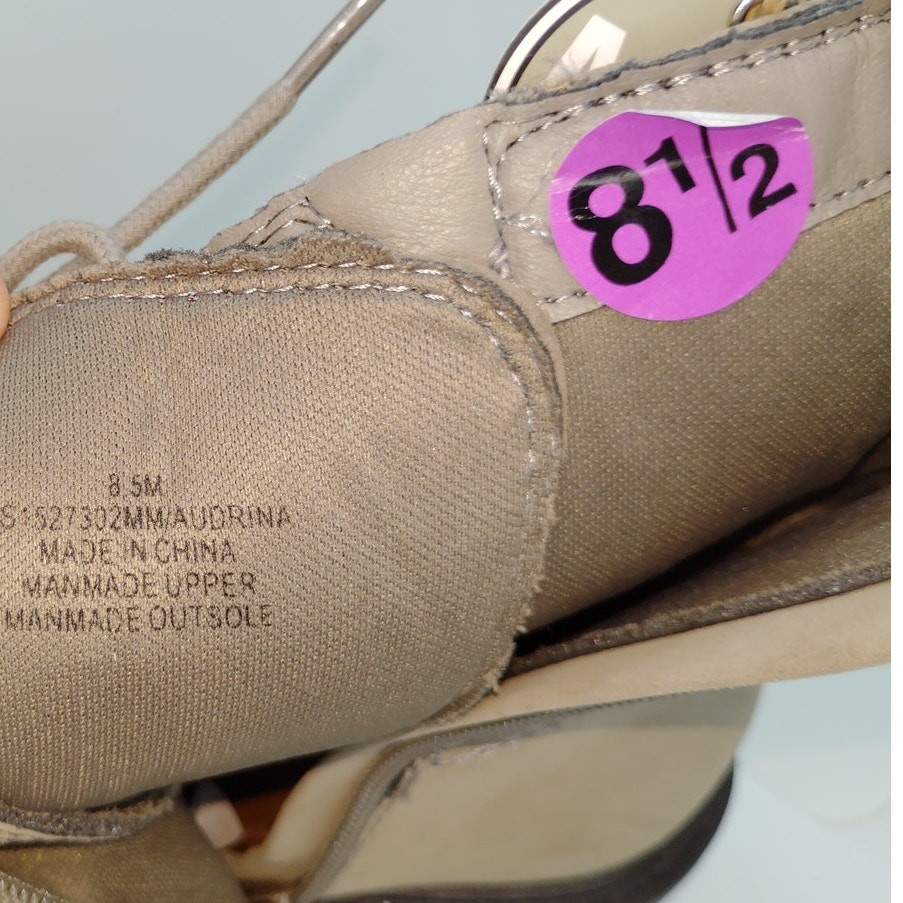 8 1/2
8.5M
S1527302MM/AUDRINA
MADE IN CHINA
MANMADE UPPER
MANMADE OUTSOLE